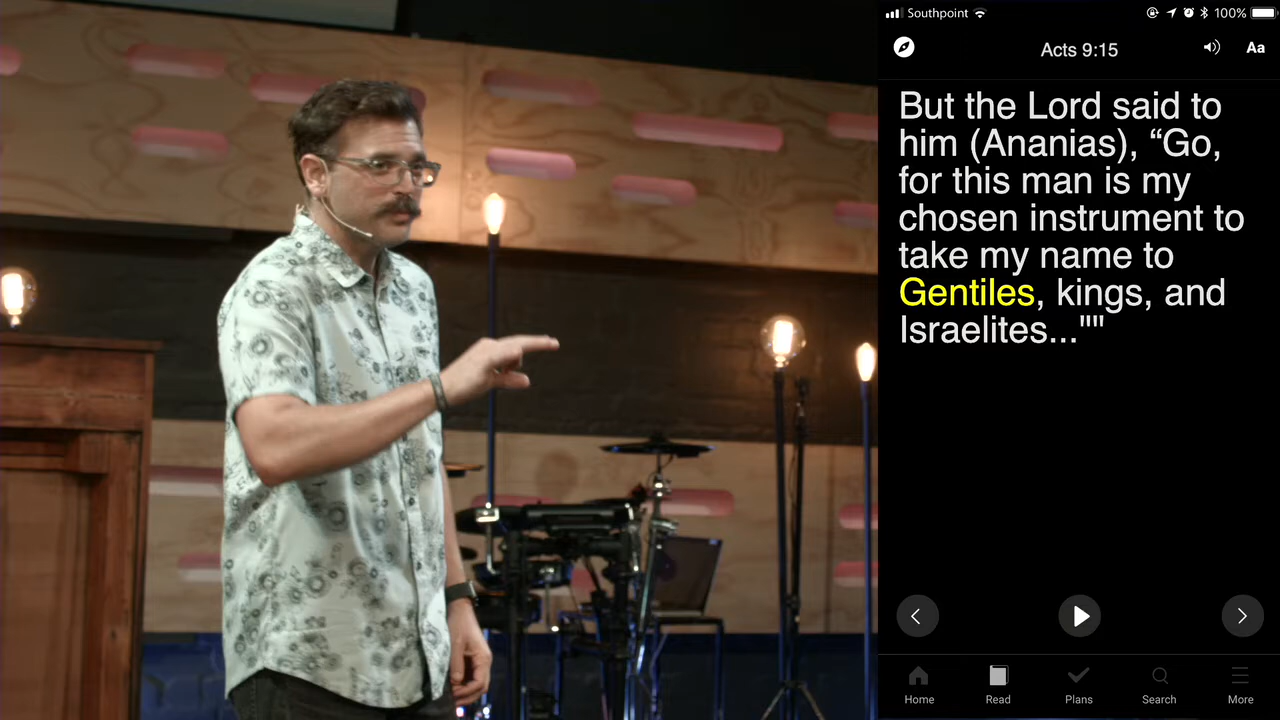 Southpoint
100%
Acts 9:15
Aa
But the Lord said to
him (Ananias), “Go,
for this man is my
chosen instrument to
take my name to
Gentiles, kings, and
Israelites...""
Home
Read
Plans
Search
More